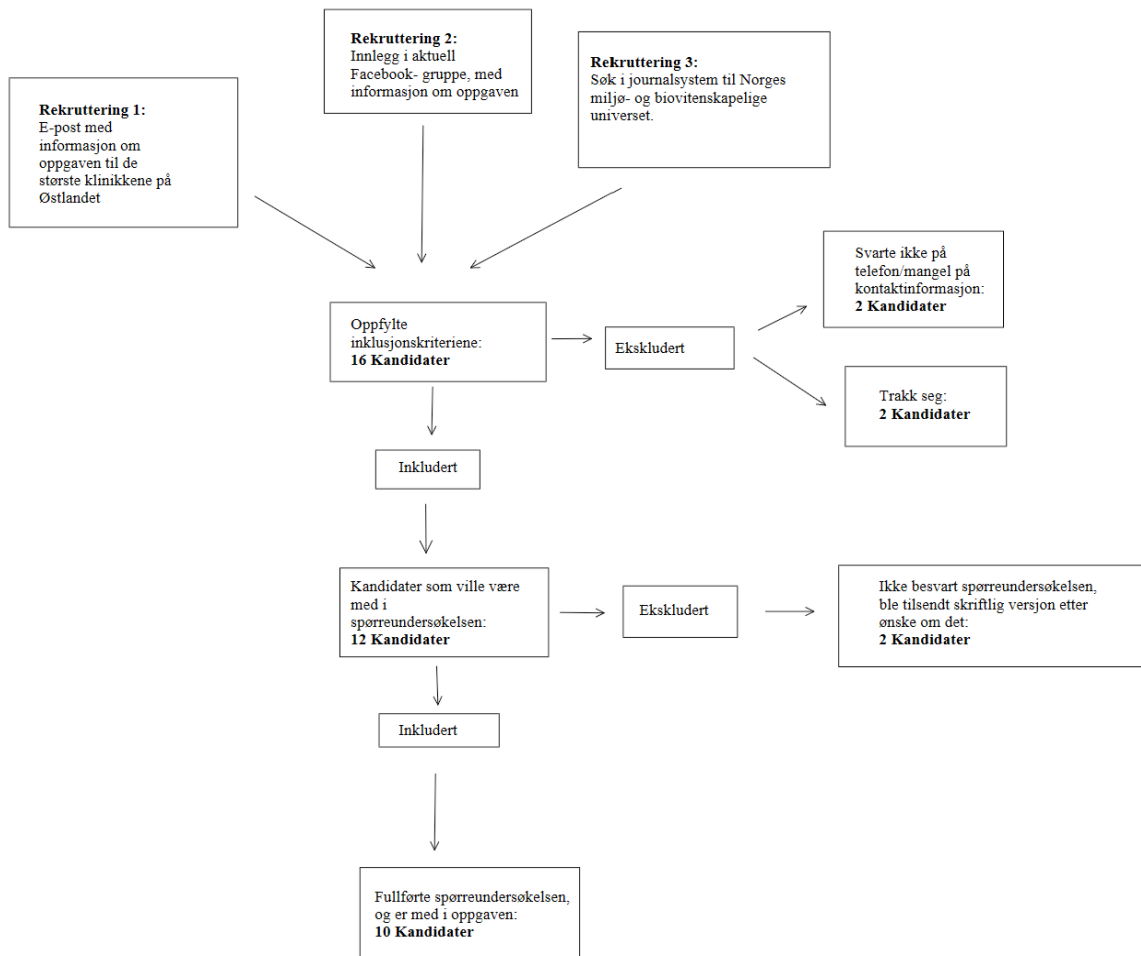 Rekruttering 1:
E-post med
informasjon om
oppgaven til de
største klinikkene på
Østlandet
Rekruttering 2:
Innlegg i aktuell
Facebook- gruppe, med
informasjon om oppgaven
Rekruttering 3:
Søk i journalsystem til Norges
miljø- og biovitenskapelige
universet.
Oppfylte
inklusjonskriteriene:
16 Kandidater
Ekskludert
Svarte ikke på
telefon/mangel på
kontaktinformasjon:
2 Kandidater
Trakk seg:
2 Kandidater
Inkludert
Kandidater som ville være
med i
spørreundersøkelsen:
12 Kandidater
Ekskludert
Ikke besvart spørreundersøkelsen,
ble tilsendt skriftlig versjon etter
ønske om det:
2 Kandidater
Inkludert
Fullførte spørreundersøkelsen,
og er med i oppgaven:
10 Kandidater